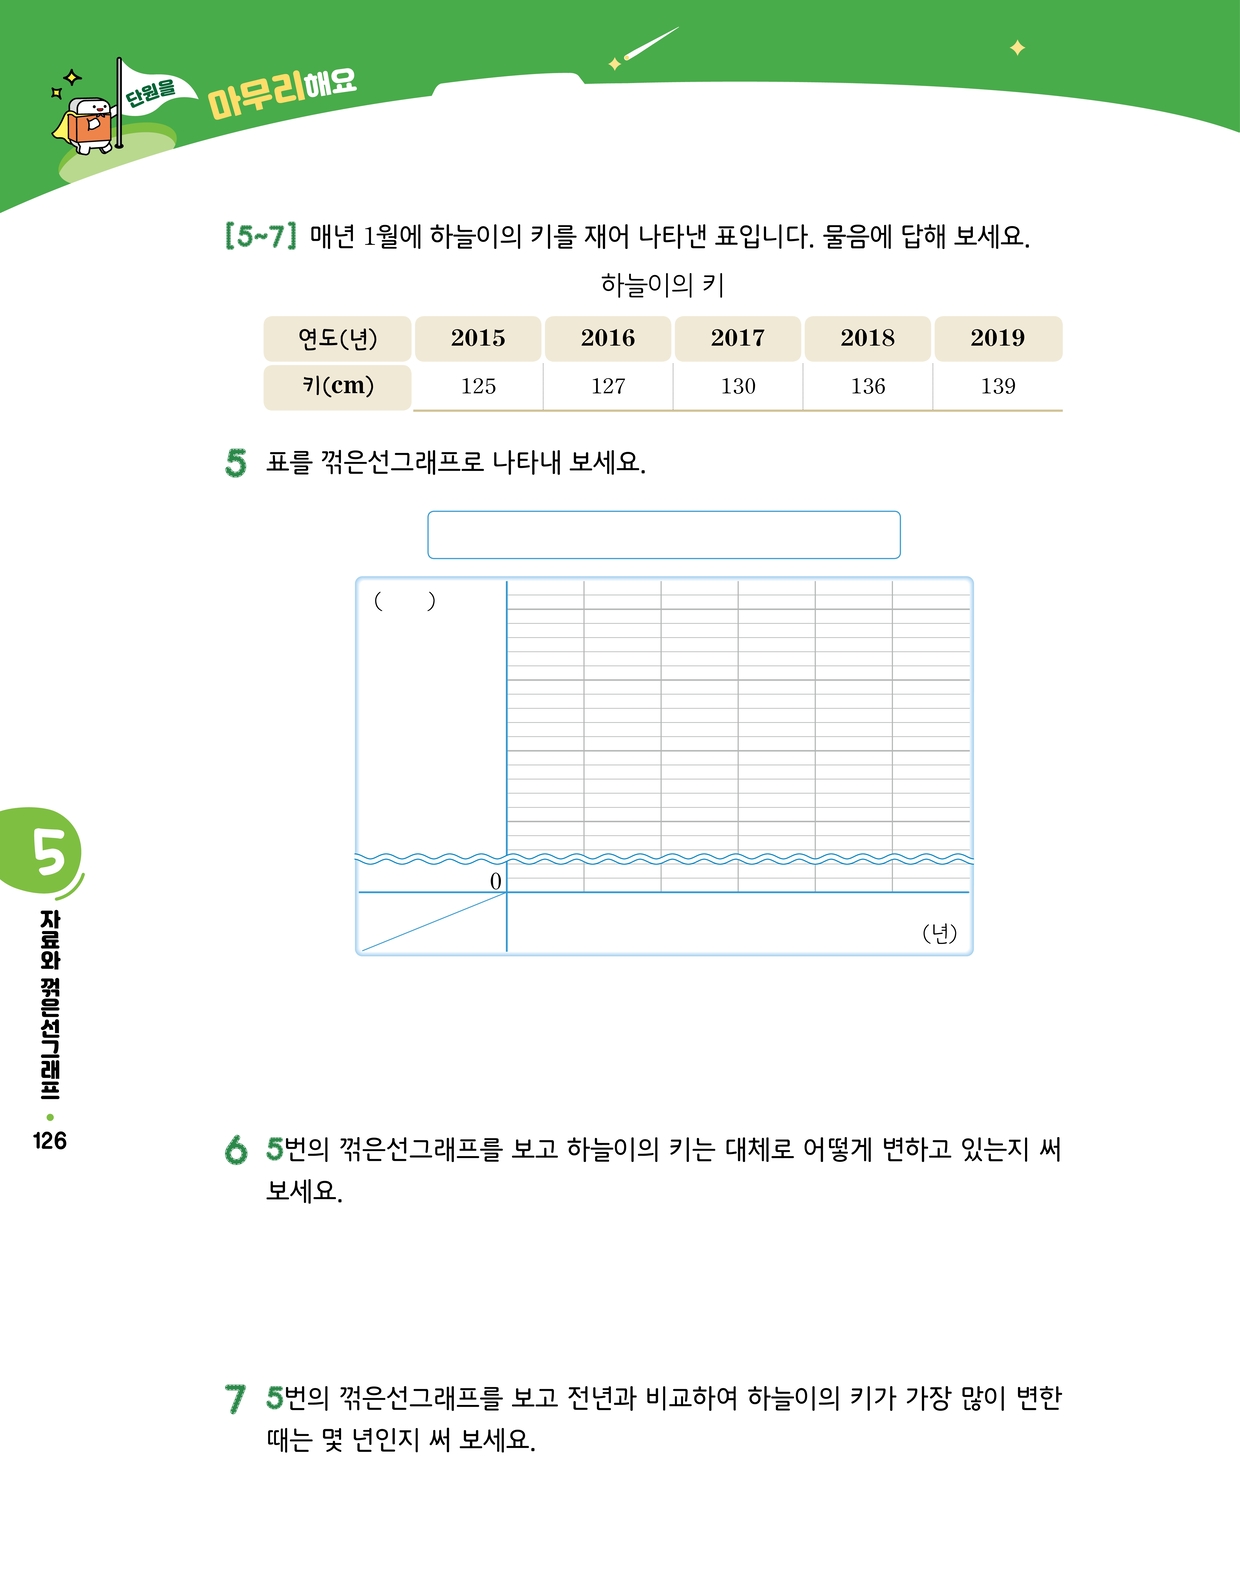 단원을 마무리해요
[5~7] 매년 1월에 하늘이의 키를 재어 나타낸 표입니다. 물음에 답해 보세요.
하늘이의 키
연도(년) 2015 2016 2017 2018 2019
키(cm) 125 127 130 136 139
5 표를 꺾은선그래프로 나타내 보세요.
( )
0
(년)
5
자료와 꺾은선그래프
126
6 5번의 꺾은선그래프를 보고 하늘이의 키는 대체로 어떻게 변하고 있는지 써
보세요.
7 5번의 꺾은선그래프를 보고 전년과 비교하여 하늘이의 키가 가장 많이 변한
때는 몇 년인지 써 보세요.